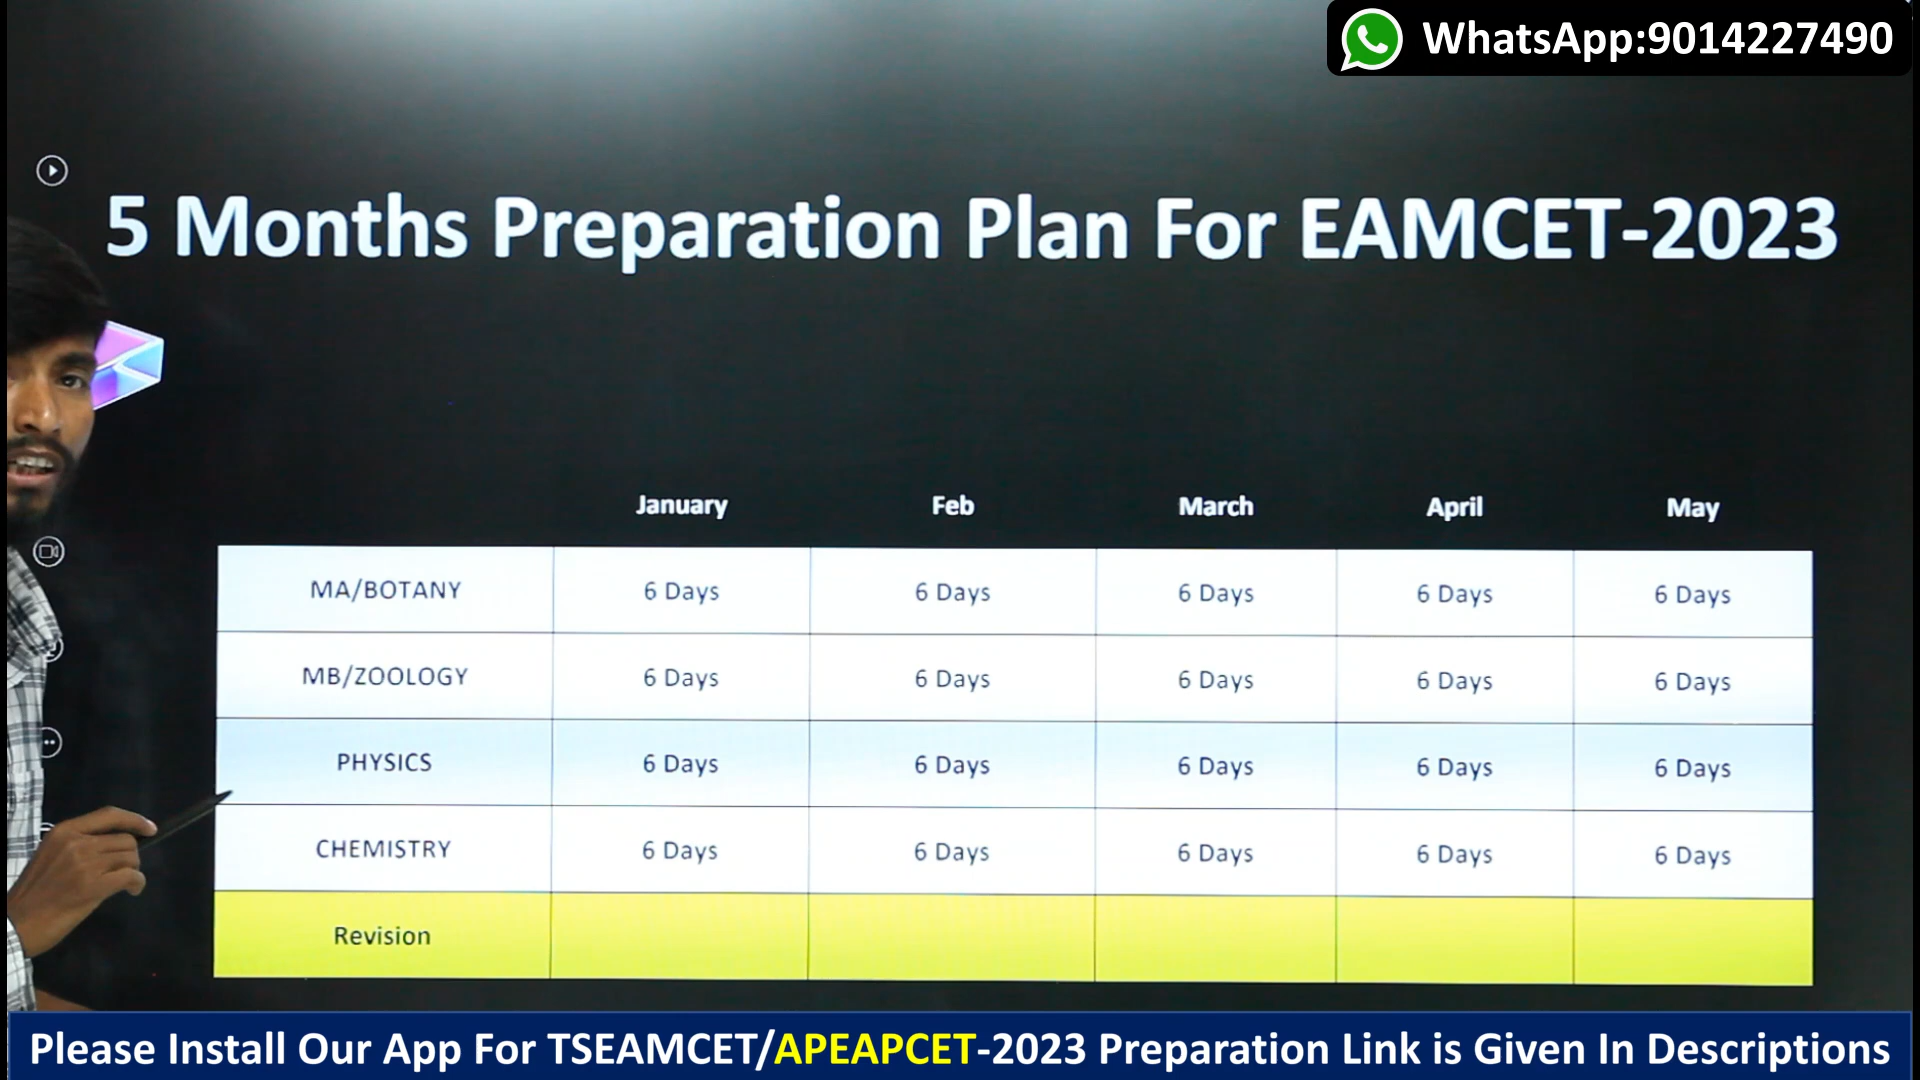 WhatsApp:9014227490
5 Months Preparation Plan For EAMCET-2023
January Feb March April May
MA/BOTANY 6 Days 6 Days 6 Days 6 Days 6 Days
MB/ZOOLOGY 6 Days 6 Days 6 Days 6 Days 6 Days
PHYSICS 6 Days 6 Days 6 Days 6 Days 6 Days
CHEMISTRY 6 Days 6 Days 6 Days 6 Days 6 Days
Revision
Please Install Our App For TSEAMCET/APEAPCET-2023 Preparation Link is Given In Descriptions